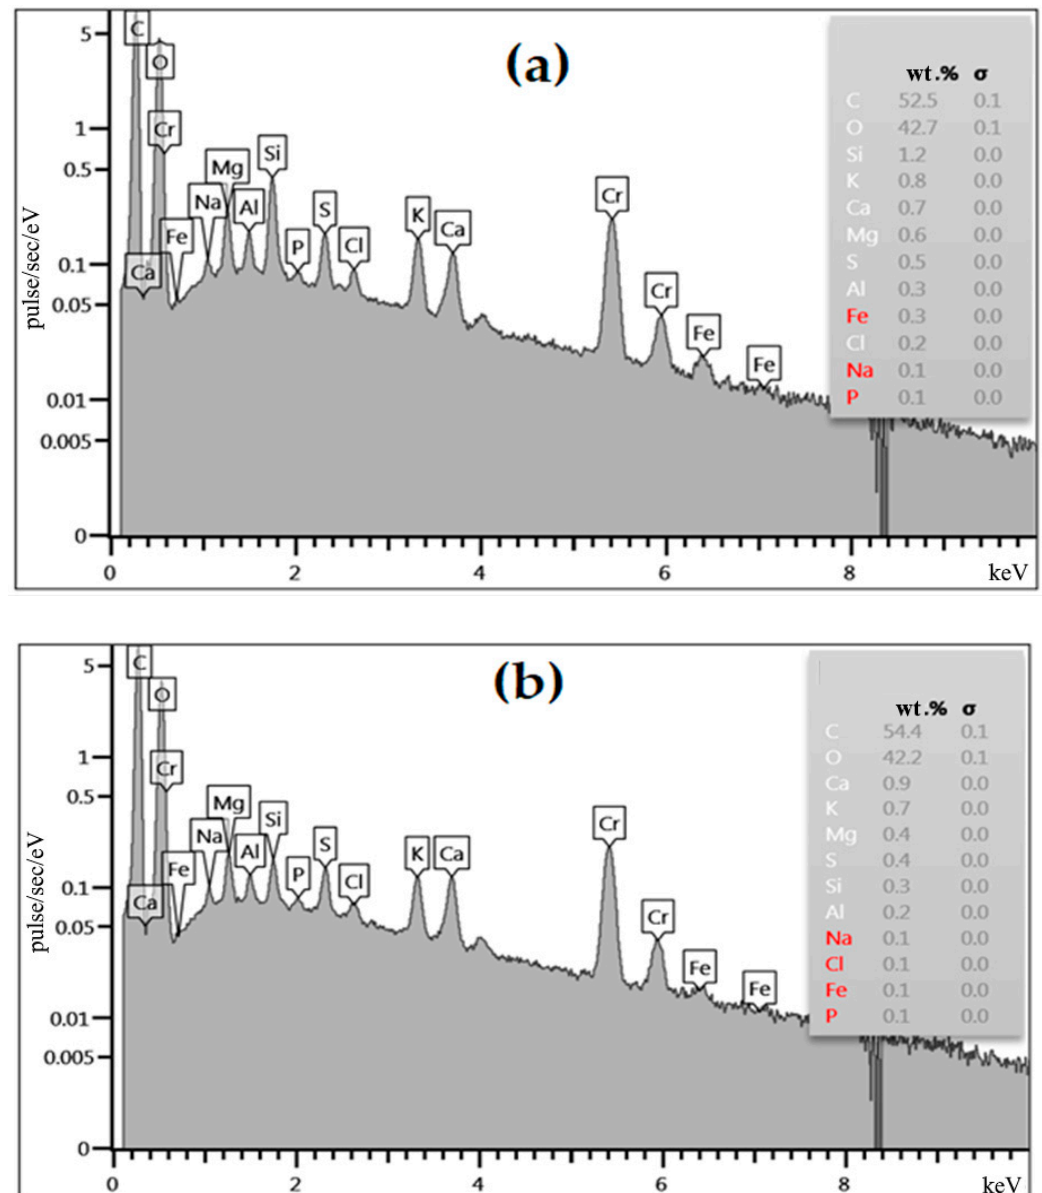 (a)
pulse/sec/eV
5
1
0.5
0.1
0.05
0.01
0.005
0
C
O
Cr
Ca
Fe
Na
Mg
Al
Si
P
S
Cl
K
Ca
Cr
Cr
Fe
Fe
wt.% σ
C 52.5 0.1
O 42.7 0.1
Si 1.2 0.0
K 0.8 0.0
Ca 0.7 0.0
Mg 0.6 0.0
S 0.5 0.0
Al 0.3 0.0
Fe 0.3 0.0
Cl 0.2 0.0
Na 0.1 0.0
P 0.1 0.0
0 2 4 6 8 keV
(b)
pulse/sec/eV
5
1
0.5
0.1
0.05
0.01
0.005
0
C
O
Cr
Ca
Fe
Na
Mg
Al
Si
P
S
Cl
K
Ca
Cr
Cr
Fe
Fe
wt.% σ
C 54.4 0.1
O 42.2 0.1
Ca 0.9 0.0
K 0.7 0.0
Mg 0.4 0.0
S 0.4 0.0
Si 0.3 0.0
Al 0.2 0.0
Na 0.1 0.0
Cl 0.1 0.0
Fe 0.1 0.0
P 0.1 0.0
0 2 4 6 8 keV